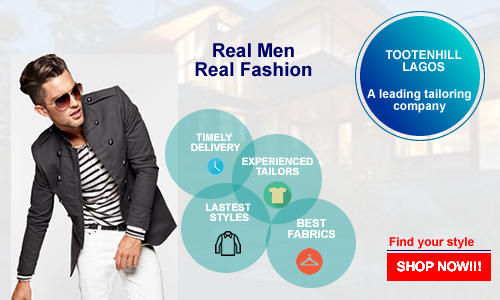 Real Men
Real Fashion
TOOTENHILL
LAGOS
A leading tailoring
company
TIMELY
DELIVERY
EXPERIENCED
TAILORS
LASTEST
STYLES
BEST
FABRICS
Find your style
SHOP NOW!!!